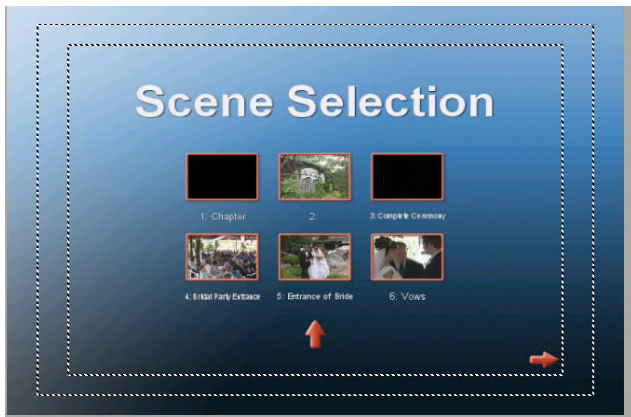 Scene Selection
1: Chapter
2:
3: Complete Ceremony
4: Bridal Party Entrance
5: Entrance of Bride
6: Vows